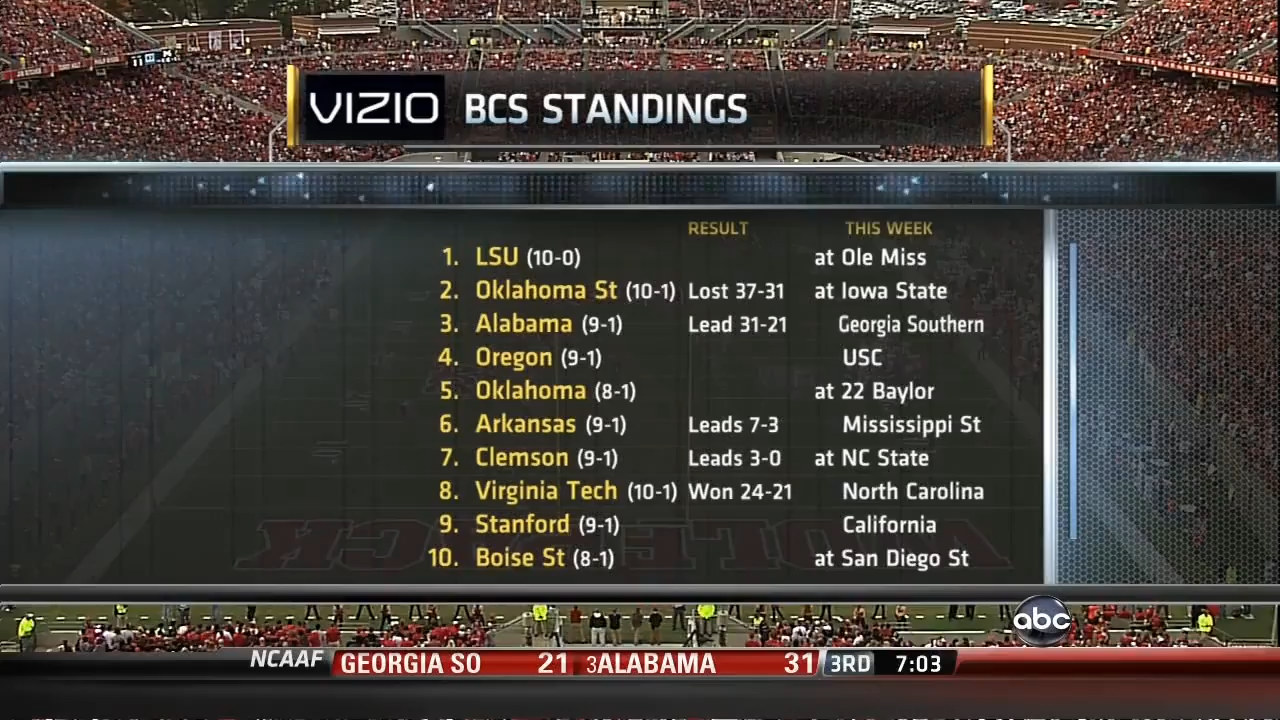 VIZIO BCS STANDINGS
RESULT THIS WEEK
1. LSU (10-0) at Ole Miss
2. Oklahoma St (10-1) Lost 37-31 at Iowa State
3. Alabama (9-1) Lead 31-21 Georgia Southern
4. Oregon (9-1) USC
5. Oklahoma (8-1) at 22 Baylor
6. Arkansas (9-1) Leads 7-3 Mississippi St
7. Clemson (9-1) Leads 3-0 at NC State
8. Virginia Tech (10-1) Won 24-21 North Carolina
9. Stanford (9-1) California
10. Boise St (8-1) at San Diego St
WOLFPACK
abc
NCAAF GEORGIA SO 21 3 ALABAMA 31 3RD 7:03